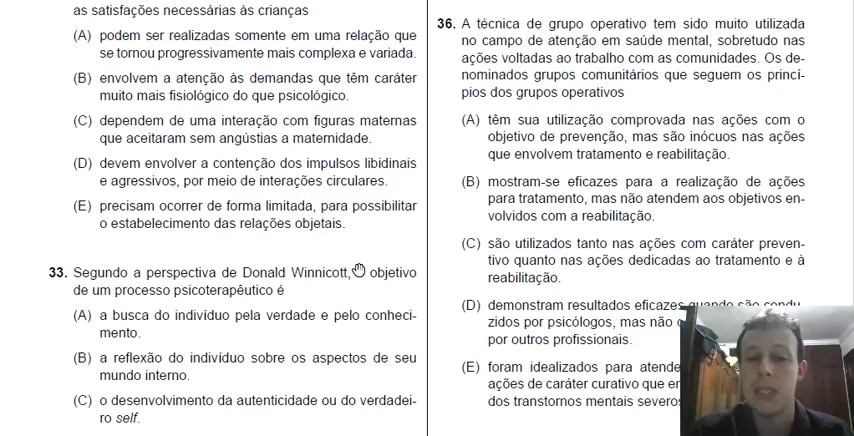 as satisfações necessárias às crianças
(A) podem ser realizadas somente em uma relação que
se tornou progressivamente mais complexa e variada.
(B) envolvem a atenção às demandas que têm caráter
muito mais fisiológico do que psicológico.
(C) dependem de uma interação com figuras maternas
que aceitaram sem angústias a maternidade.
(D) devem envolver a contenção dos impulsos libidinais
e agressivos, por meio de interações circulares.
(E) precisam ocorrer de forma limitada, para possibilitar
o estabelecimento das relações objetais.
33. Segundo a perspectiva de Donald Winnicott, objetivo
de um processo psicoterapêutico é
(A) a busca do indivíduo pela verdade e pelo conheci-
mento.
(B) a reflexão do indivíduo sobre os aspectos de seu
mundo interno.
(C) o desenvolvimento da autenticidade ou do verdadei-
ro self.
36. A técnica de grupo operativo tem sido muito utilizada
no campo de atenção em saúde mental, sobretudo nas
ações voltadas ao trabalho com as comunidades. Os de-
nominados grupos comunitários que seguem os princí-
pios dos grupos operativos
(A) têm sua utilização comprovada nas ações com o
objetivo de prevenção, mas são inócuos nas ações
que envolvem tratamento e reabilitação.
(B) mostram-se eficazes para a realização de ações
para tratamento, mas não atendem aos objetivos en-
volvidos com a reabilitação.
(C) são utilizados tanto nas ações com caráter preven-
tivo quanto nas ações dedicadas ao tratamento e à
reabilitação.
(D) demonstram resultados eficazes quando são condu-
zidos por psicólogos, mas não
por outros profissionais.
(E) foram idealizados para
ações de caráter curativo que
dos transtornos mentais